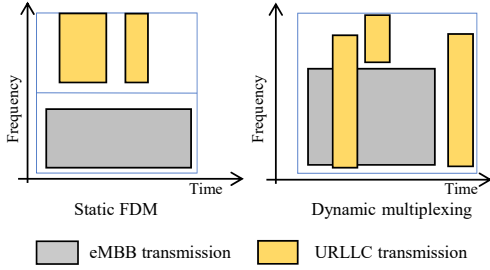 Frequency
Time
Static FDM
Frequency
Time
Dynamic multiplexing
eMBB transmission
URLLC transmission